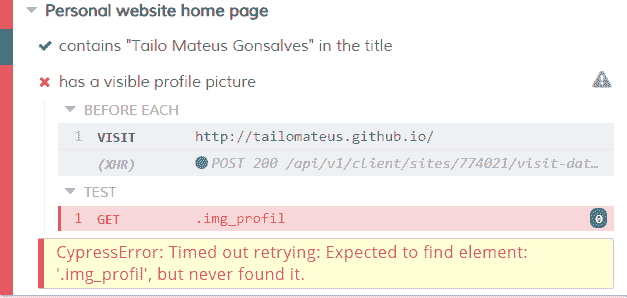 Personal website home page
contains "Tailo Mateus Gonsalves" in the title
has a visible profile picture
BEFORE EACH
1 VISIT http://tailomateus.github.io/
(XHR) POST 200 /api/v1/client/sites/774021/visit-dat…
TEST
1 GET .img_profil 0
CypressError: Timed out retrying: Expected to find element:
'.img_profil', but never found it.